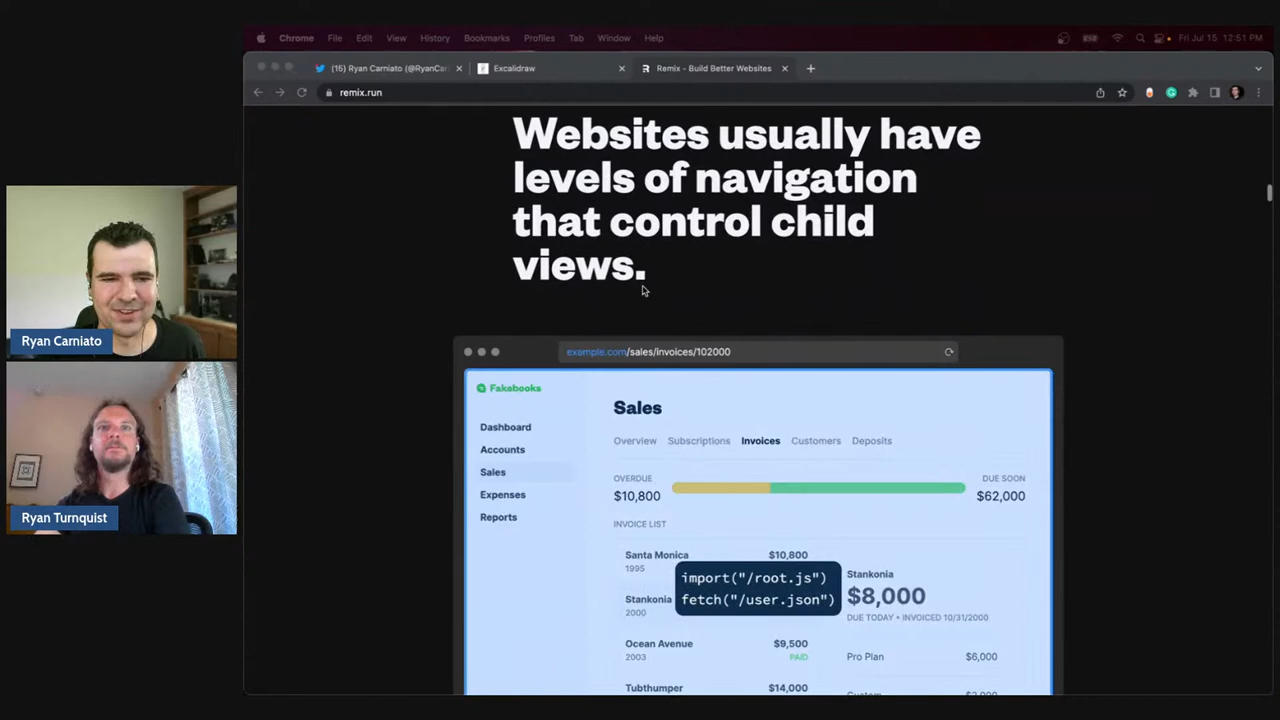 Chrome File Edit View History Bookmarks Profiles Tab Window Help
Fri Jul 15 12:51 PM
(15) Ryan Carniato (@RyanCar
Excalidraw
Remix - Build Better Websites
remix.run
Websites usually have
levels of navigation
that control child
views.
example.com/sales/invoices/102000
Fakebooks
Dashboard
Accounts
Sales
Expenses
Reports
Sales
Overview Subscriptions Invoices Customers Deposits
OVERDUE
$10,800
DUE SOON
$62,000
INVOICE LIST
Santa Monica $10,800
1995
Stankonia
2000
Ocean Avenue $9,500
2003 PAID
Tubthumper $14,000
import("/root.js")
fetch("/user.json")
Stankonia
$8,000
DUE TODAY • INVOICED 10/31/2000
Pro Plan $6,000
Custom
Ryan Carniato
Ryan Turnquist